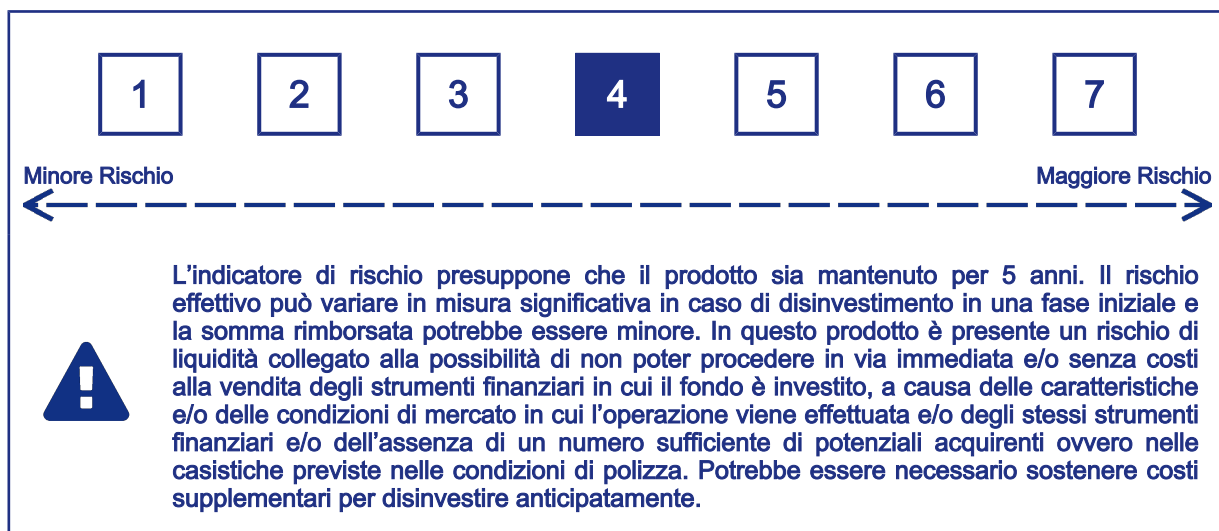 1 2 3 4 5 6 7
Minore Rischio Maggiore Rischio
L'indicatore di rischio presuppone che il prodotto sia mantenuto per 5 anni. Il rischio
effettivo può variare in misura significativa in caso di disinvestimento in una fase iniziale e
la somma rimborsata potrebbe essere minore. In questo prodotto è presente un rischio di
liquidità collegato alla possibilità di non poter procedere in via immediata e/o senza costi
alla vendita degli strumenti finanziari in cui il fondo è investito, a causa delle caratteristiche
e/o delle condizioni di mercato in cui l'operazione viene effettuata e/o degli stessi strumenti
finanziari e/o dell'assenza di un numero sufficiente di potenziali acquirenti ovvero nelle
casistiche previste nelle condizioni di polizza. Potrebbe essere necessario sostenere costi
supplementari per disinvestire anticipatamente.